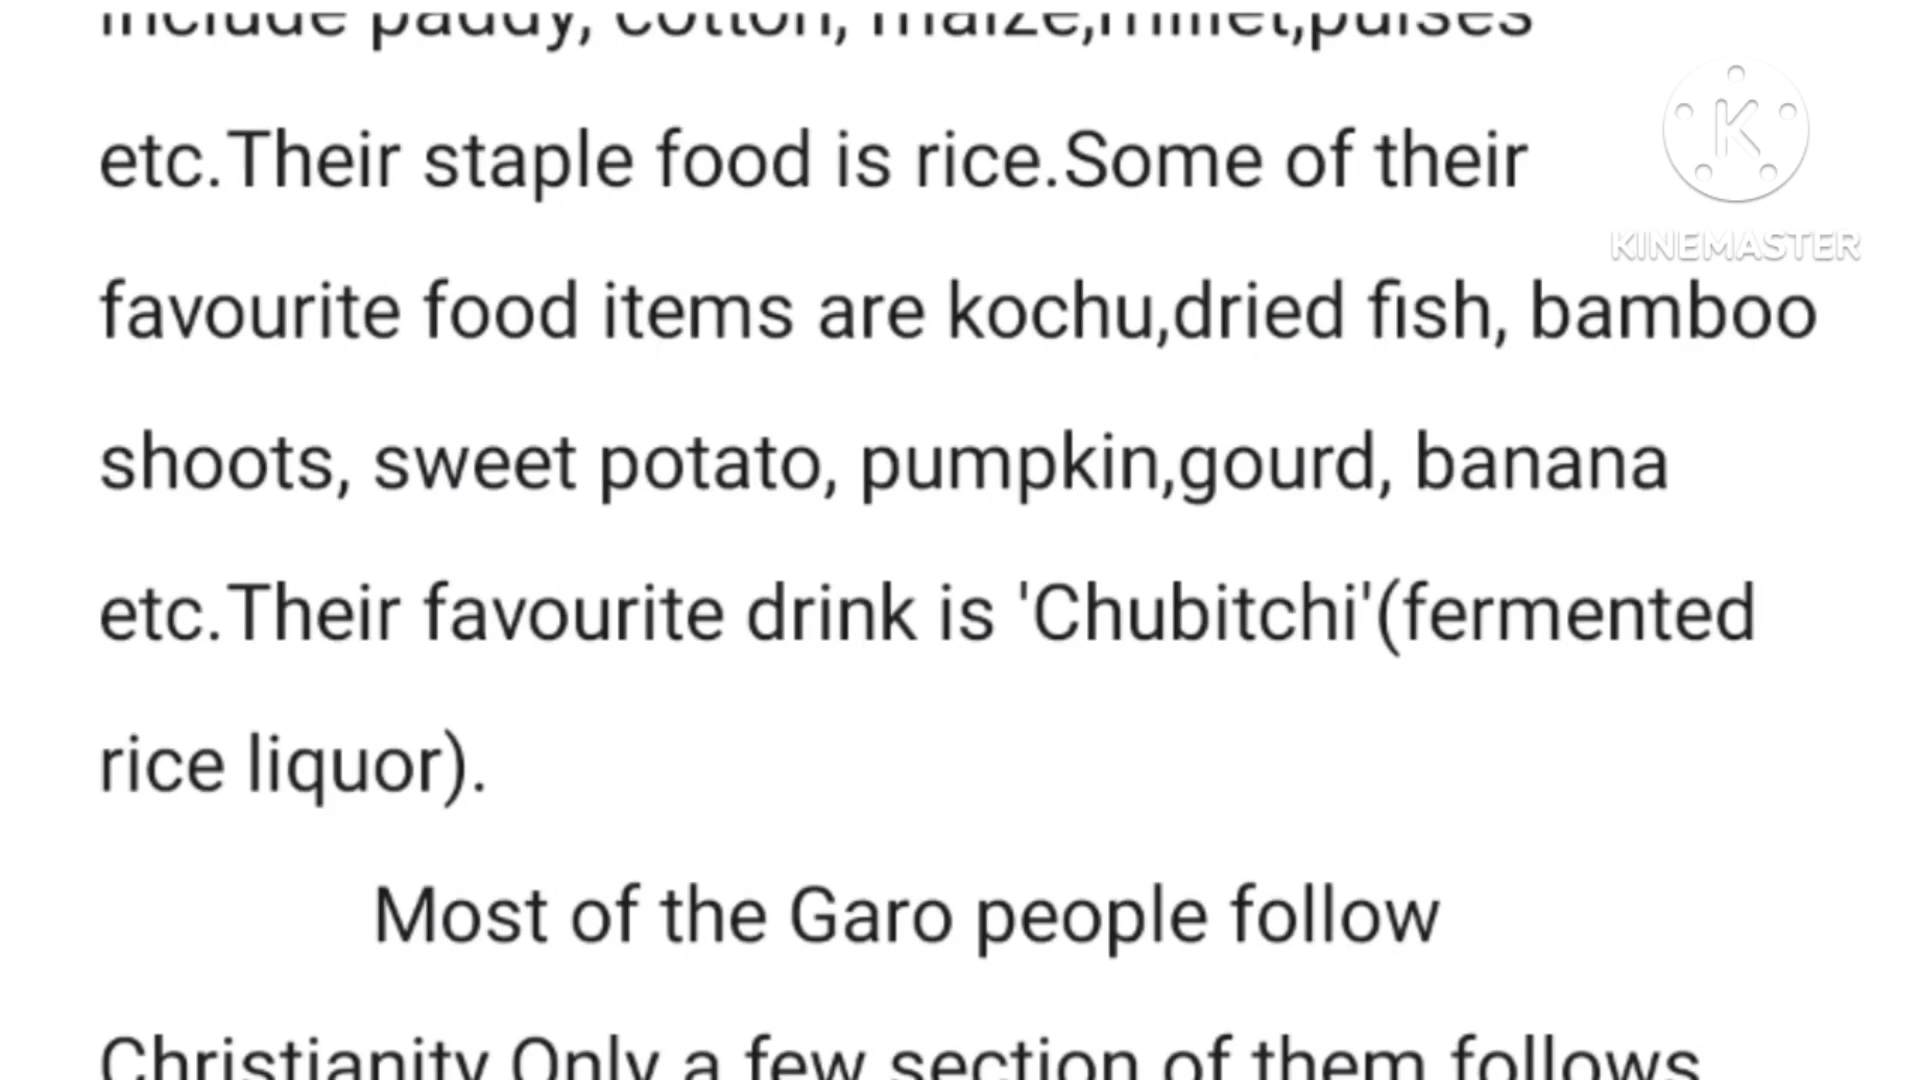 include paddy, cotton, maize,millet,pulses
etc.Their staple food is rice.Some of their
KINEMASTER
favourite food items are kochu,dried fish, bamboo
shoots, sweet potato, pumpkin,gourd, banana
etc.Their favourite drink is 'Chubitchi'(fermented
rice liquor).
Most of the Garo people follow
Christianity Only a few section of them follows